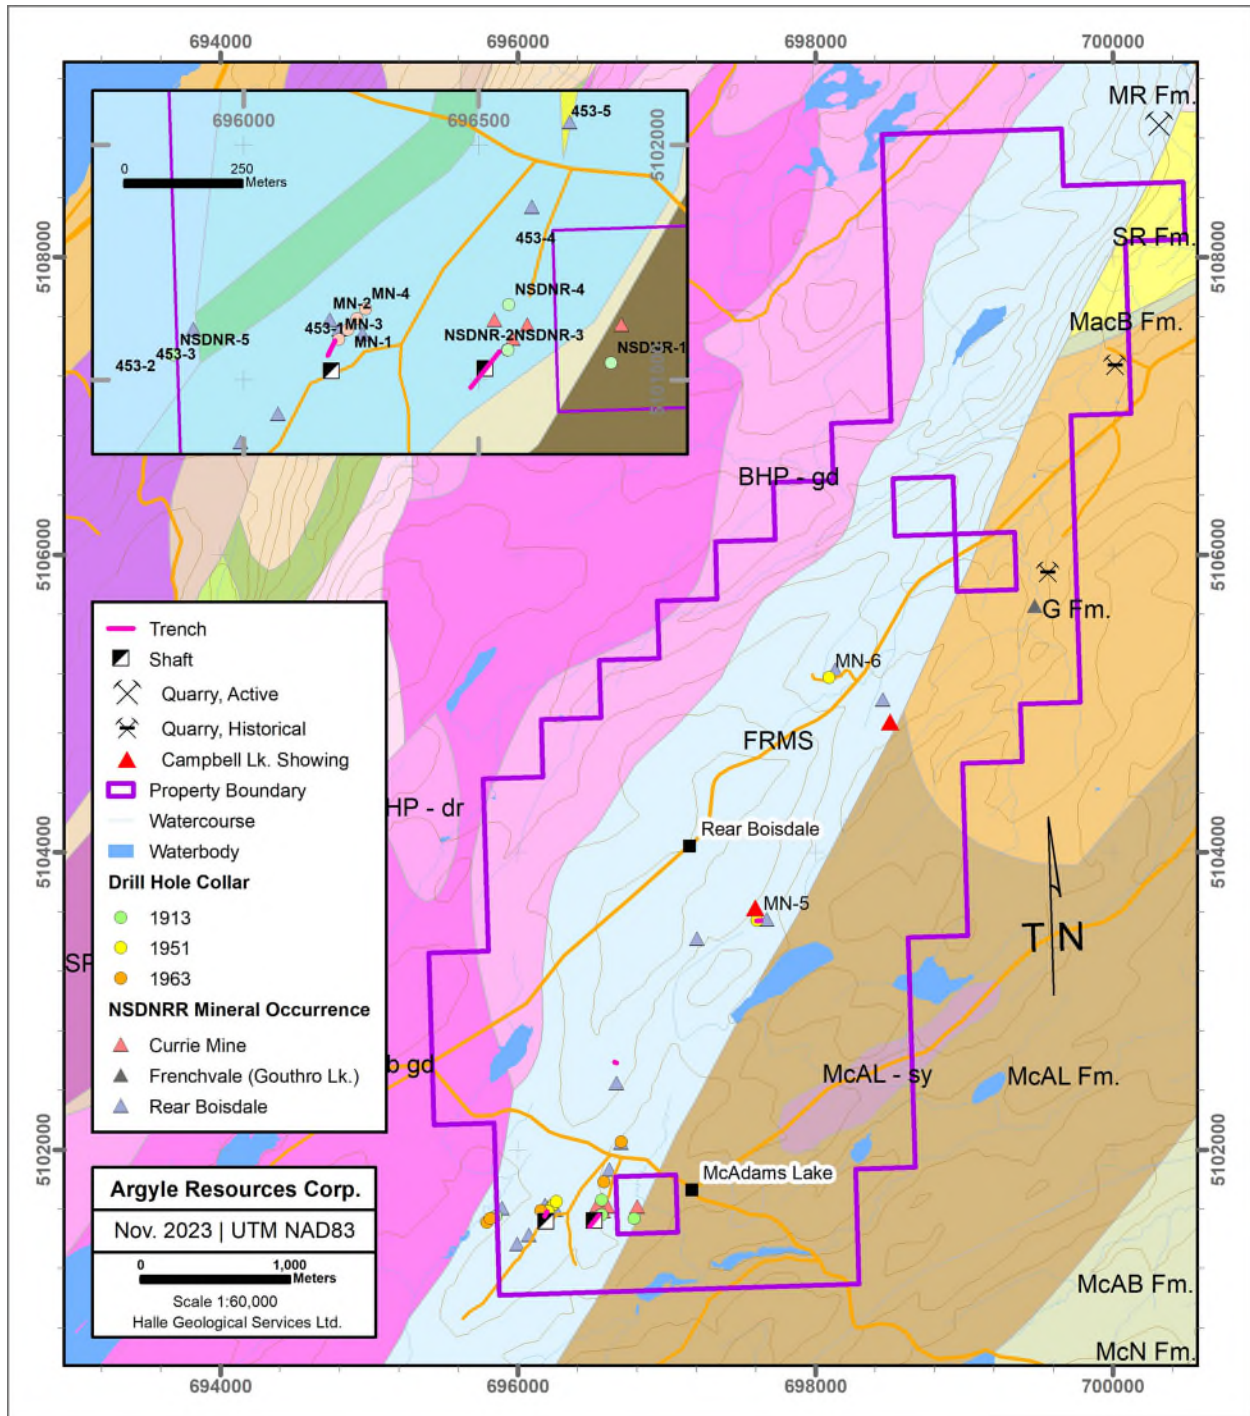 694000
696000
698000
700000
MR Fm.
696000
696500
453-5
5102000
0
250
Meters
453-4
5108000
SR Fm.
5108000
NSDNR-4
MN-4
MN-2
MacB Fm.
453-1
MN-3
NSDNR-5
MN-1
NSDNR-2
NSDNR-3
NSDNR-1
453-3
453-2
BHP - gd
5106000
5106000
G Fm.
Trench
Shaft
Quarry, Active
Quarry, Historical
Campbell Lk. Showing
Property Boundary
Watercourse
Waterbody
Drill Hole Collar
1913
1951
1963
NSDNRR Mineral Occurrence
Currie Mine
Frenchvale (Gouthro Lk.)
Rear Boisdale
MN-6
FRMS
HP - dr
Rear Boisdale
5104000
5104000
MN-5
T N
SF
b gd
McAL - sy
McAL Fm.
5102000
5102000
McAdams Lake
Argyle Resources Corp.
Nov. 2023 | UTM NAD83
0
1,000
Meters
Scale 1:60,000
Halle Geological Services Ltd.
McAB Fm.
McN Fm.
694000
696000
698000
700000